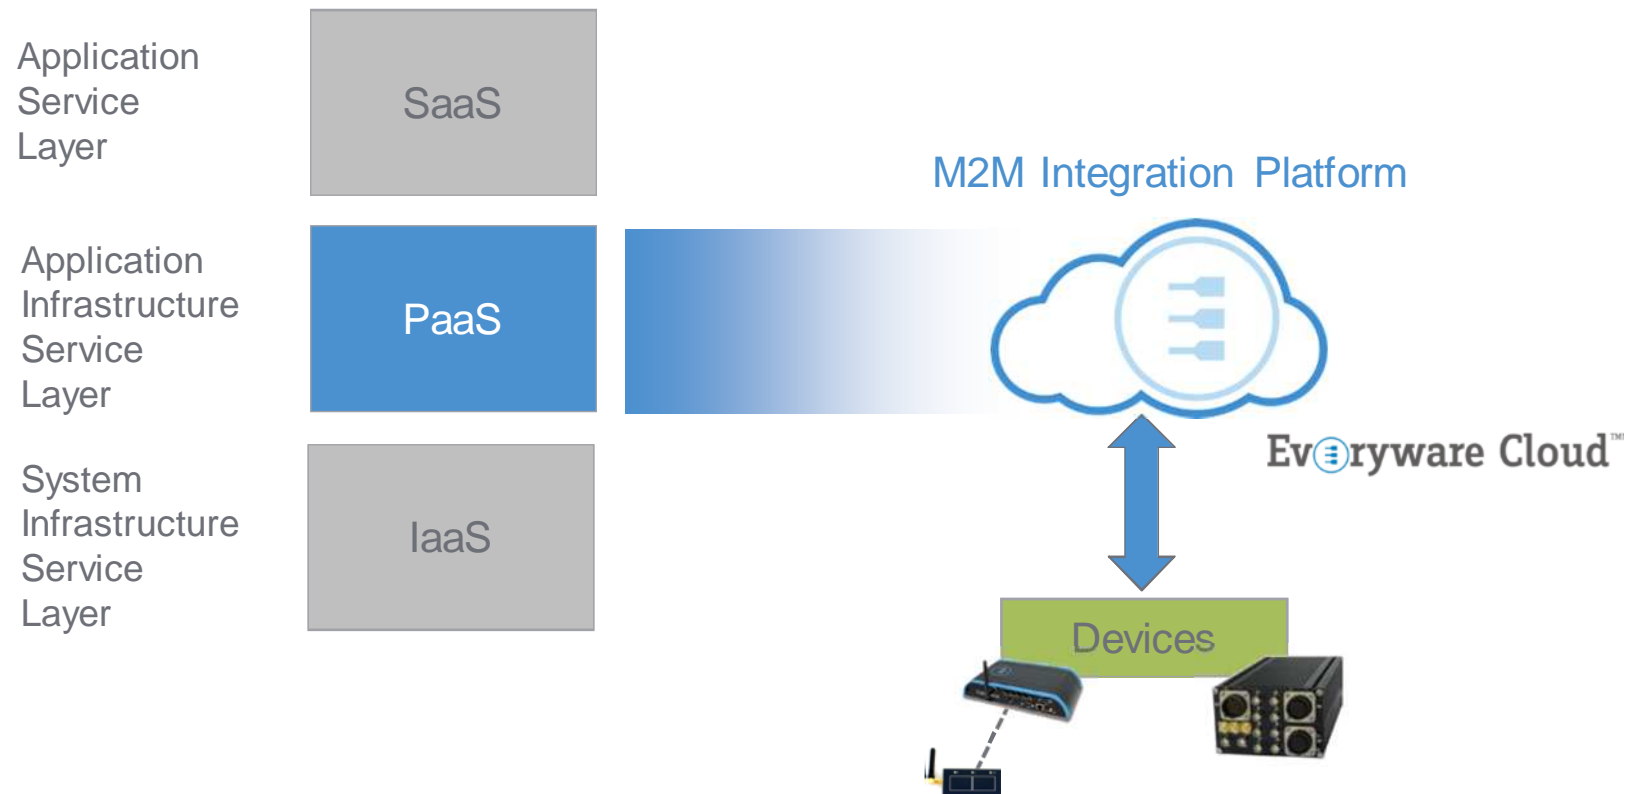 Application
Service
Layer
SaaS
M2M Integration Platform
Application
Infrastructure
Service
Layer
PaaS
Everyware Cloud™
System
Infrastructure
Service
Layer
IaaS
Devices